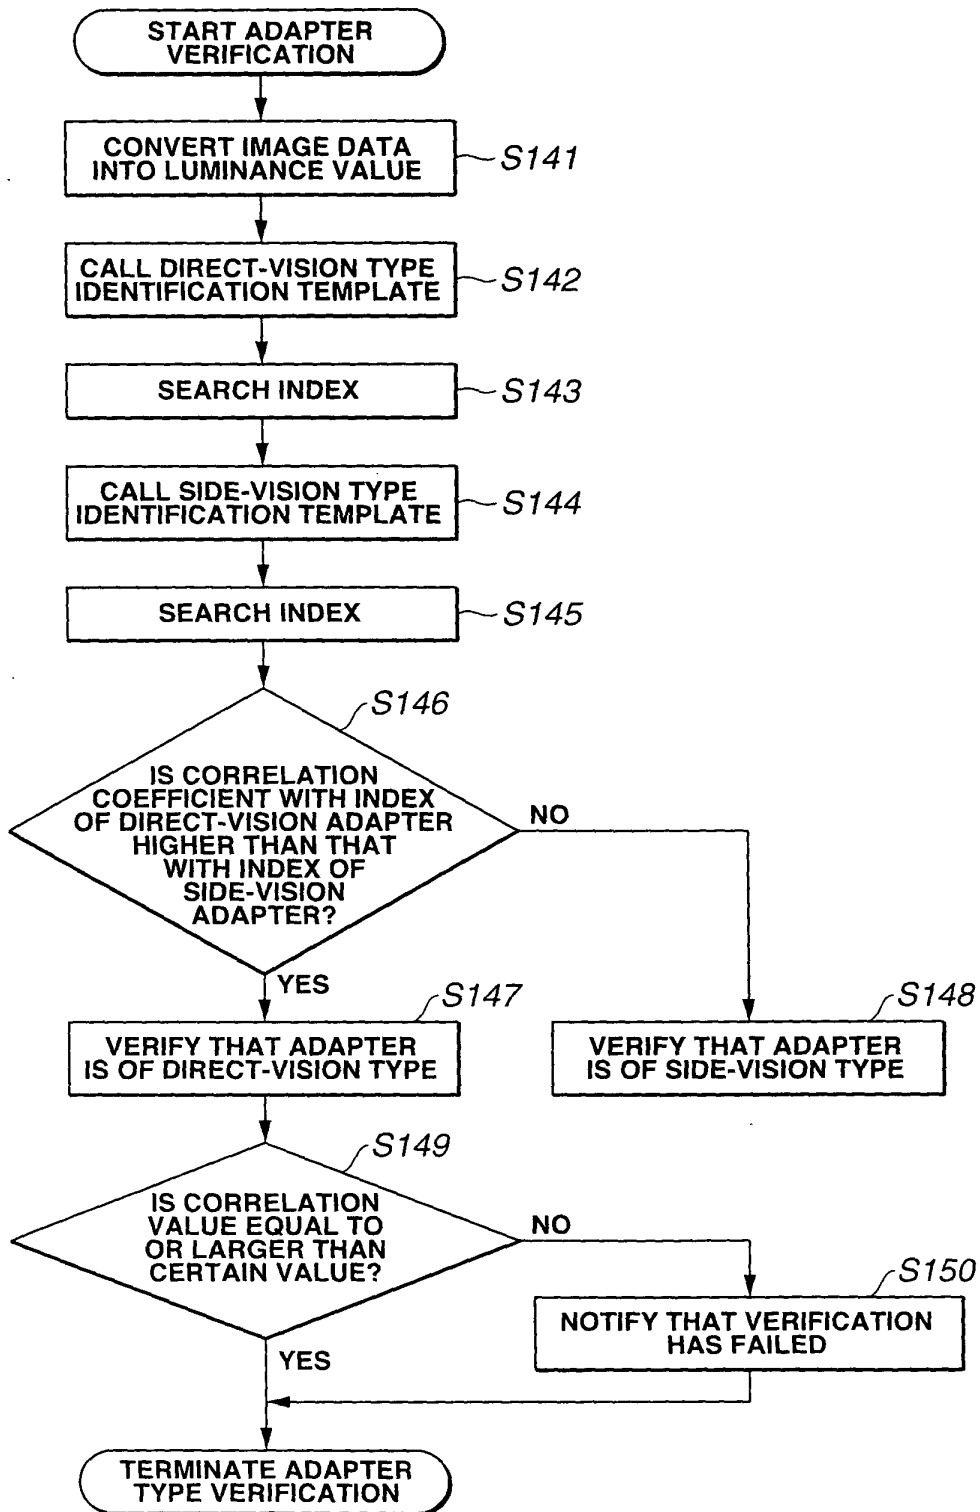 START ADAPTER
VERIFICATION
CONVERT IMAGE DATA
INTO LUMINANCE VALUE
S141
CALL DIRECT-VISION TYPE
IDENTIFICATION TEMPLATE
S142
SEARCH INDEX
S143
CALL SIDE-VISION TYPE
IDENTIFICATION TEMPLATE
S144
SEARCH INDEX
S145
S146
IS CORRELATION
COEFFICIENT WITH INDEX
OF DIRECT-VISION ADAPTER
HIGHER THAN THAT
WITH INDEX OF
SIDE-VISION
ADAPTER?
NO
YES
S147
VERIFY THAT ADAPTER
IS OF DIRECT-VISION TYPE
S148
VERIFY THAT ADAPTER
IS OF SIDE-VISION TYPE
S149
IS CORRELATION
VALUE EQUAL TO
OR LARGER THAN
CERTAIN VALUE?
NO
S150
NOTIFY THAT VERIFICATION
HAS FAILED
YES
TERMINATE ADAPTER
TYPE VERIFICATION